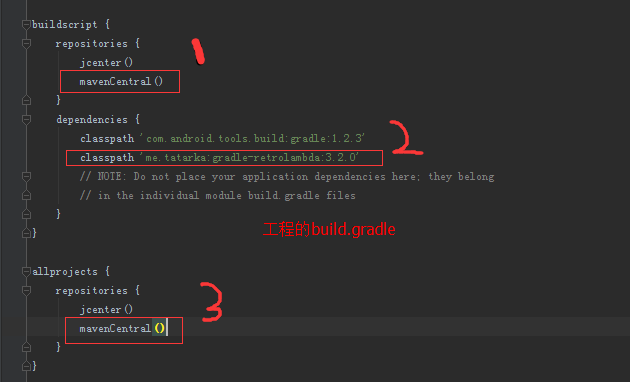 buildscript {
repositories {
1
jcenter()
mavenCentral()
}
dependencies {
2
classpath 'com.android.tools.build:gradle:1.2.3'
classpath 'me.tatarka:gradle-retrolambda:3.2.0'
// NOTE: Do not place your application dependencies here; they belong
// in the individual module build.gradle files
}
工程的build.gradle
}
allprojects {
repositories {
3
jcenter()
mavenCentral()
}
}